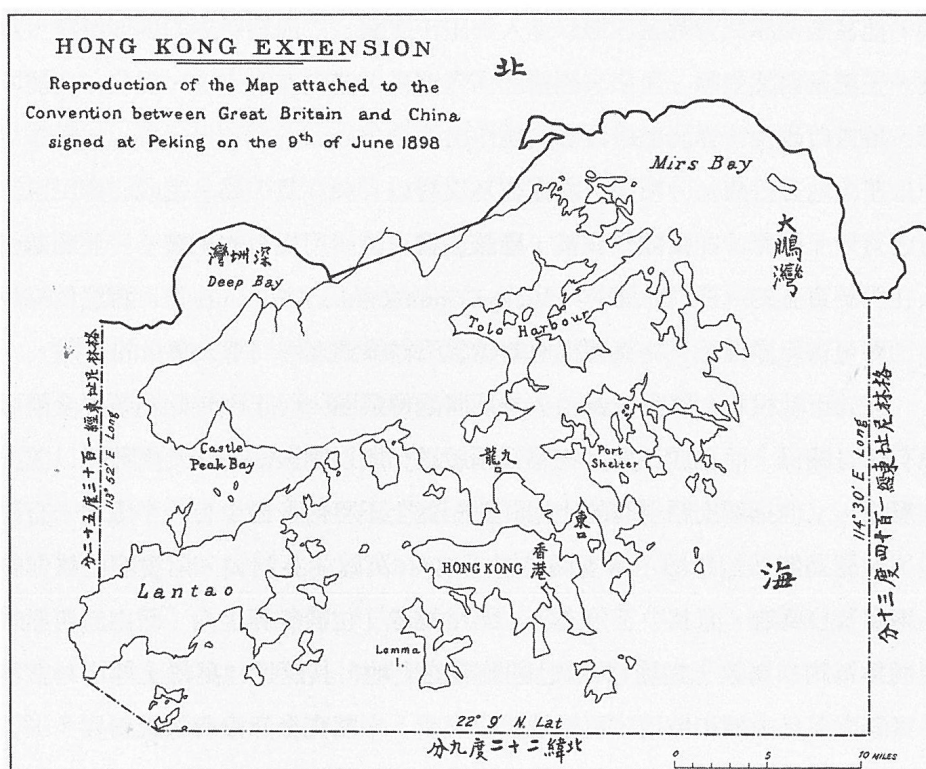 HONG KONG EXTENSION
Reproduction of the Map attached to the
Convention between Great Britain and China
signed at Peking on the 9th of June 1898
北
Mirs Bay
大鵬灣
深圳灣
Deep Bay
Tolo Harbour
格林尼址東經一百十三度五十二分
113° 52' E Long
Castle
Peak Bay
九龍
Port
Shelter
114° 30' E Long
格林尼址東經一百十四度三十分
東口
HONG KONG
香港
海
Lantao
Lamma
I.
22° 9' N. Lat
北緯二十二度九分
0 5 10 MILES